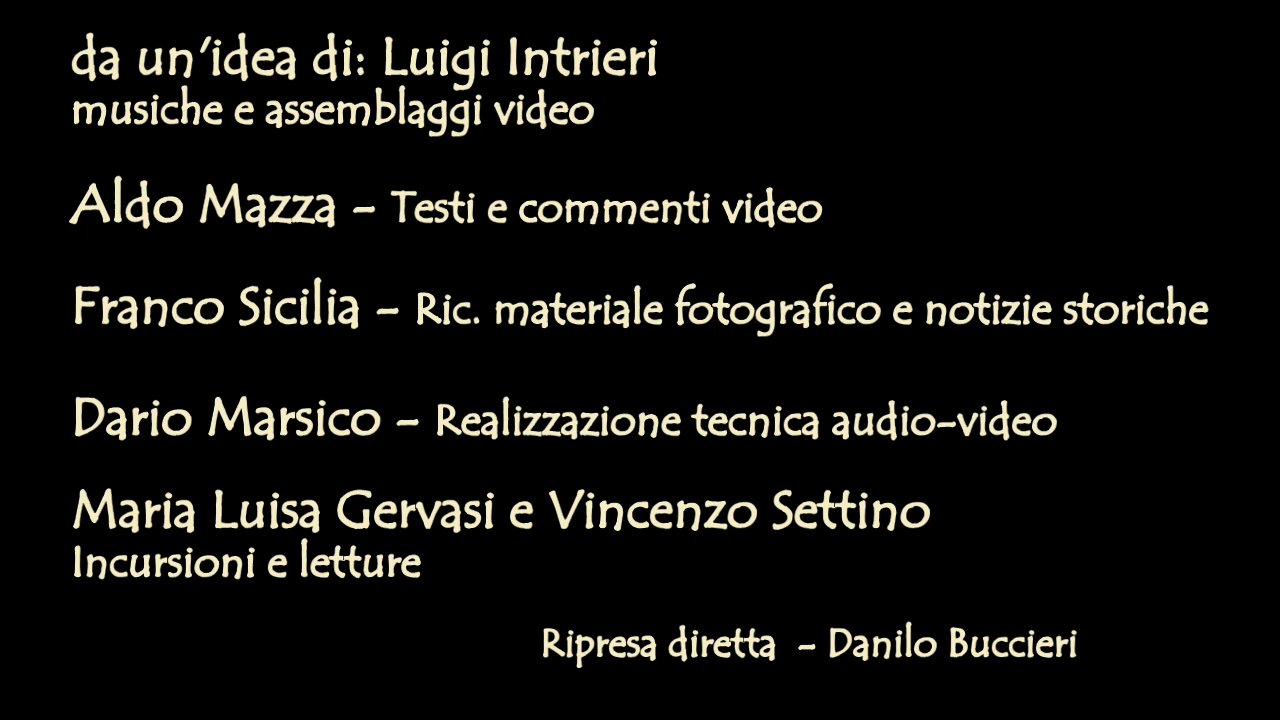 da un'idea di: Luigi Intrieri
musiche e assemblaggi video
Aldo Mazza - Testi e commenti video
Franco Sicilia - Ric. materiale fotografico e notizie storiche
Dario Marsico - Realizzazione tecnica audio-video
Maria Luisa Gervasi e Vincenzo Settino
Incursioni e letture
Ripresa diretta - Danilo Buccieri